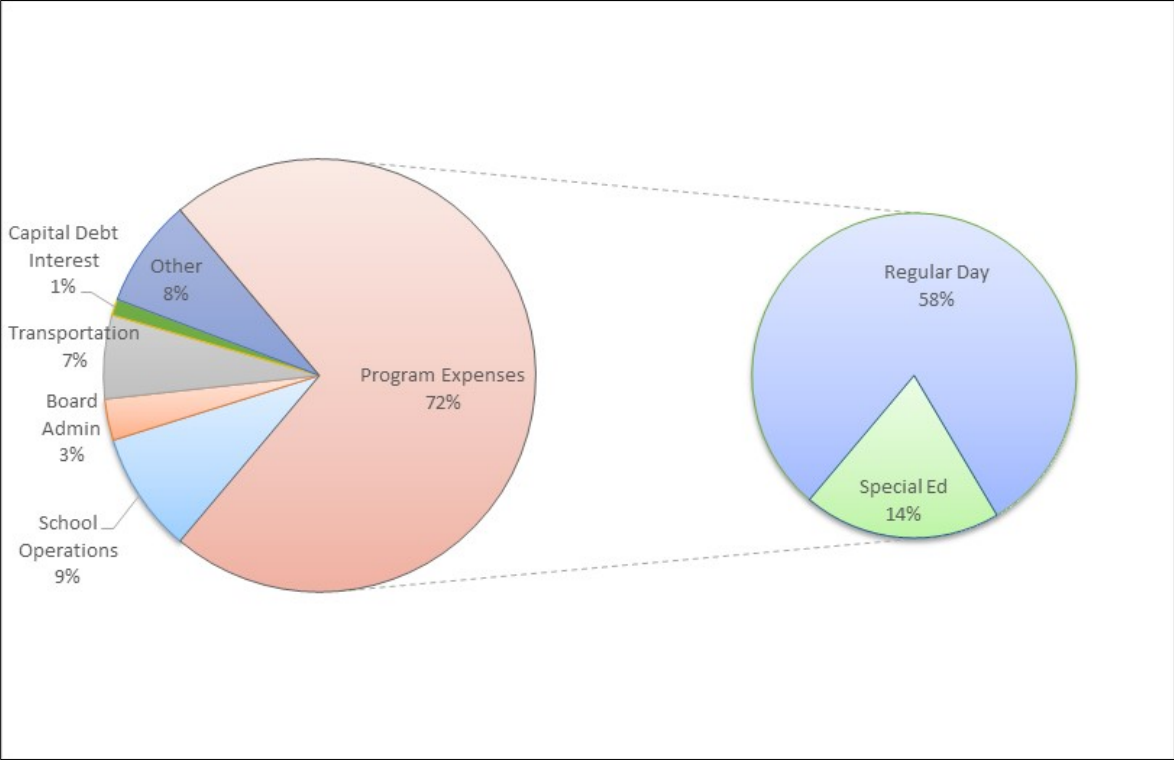 Capital Debt
Interest
1%
Other
8%
Transportation
7%
Board
Admin
3%
School
Operations
9%
Program Expenses
72%
Regular Day
58%
Special Ed
14%